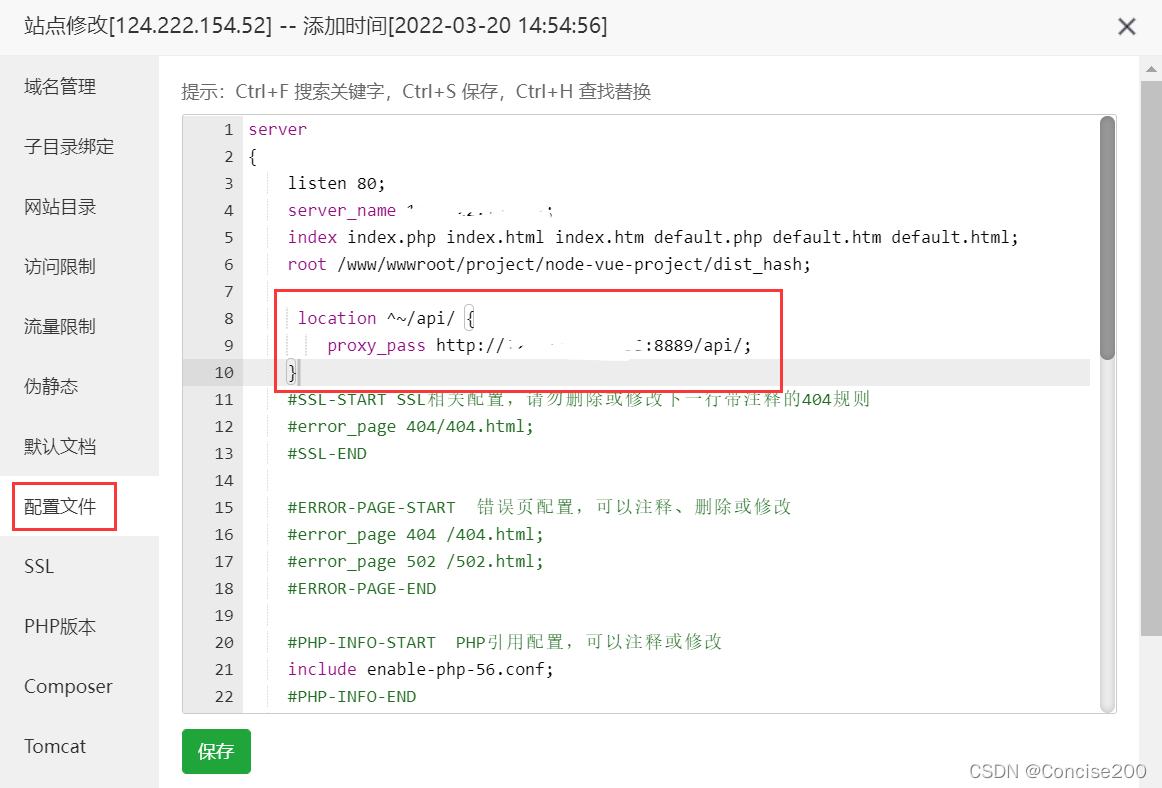 站点修改[124.222.154.52] -- 添加时间[2022-03-20 14:54:56]
域名管理
子目录绑定
网站目录
访问限制
流量限制
伪静态
默认文档
配置文件
SSL
PHP版本
Composer
Tomcat
提示：Ctrl+F 搜索关键字，Ctrl+S 保存，Ctrl+H 查找替换
1 server
2 {
3 listen 80;
4 server_name ;
5 index index.php index.html index.htm default.php default.htm default.html;
6 root /www/wwwroot/project/node-vue-project/dist_hash;
7
8 location ^~/api/ {
9 proxy_pass http:// :8889/api/;
10 }
11 #SSL-START SSL相关配置，请勿删除或修改下一行带注释的404规则
12 #error_page 404/404.html;
13 #SSL-END
14
15 #ERROR-PAGE-START 错误页配置，可以注释、删除或修改
16 #error_page 404 /404.html;
17 #error_page 502 /502.html;
18 #ERROR-PAGE-END
19
20 #PHP-INFO-START PHP引用配置，可以注释或修改
21 include enable-php-56.conf;
22 #PHP-INFO-END
保存
CSDN @Concise200